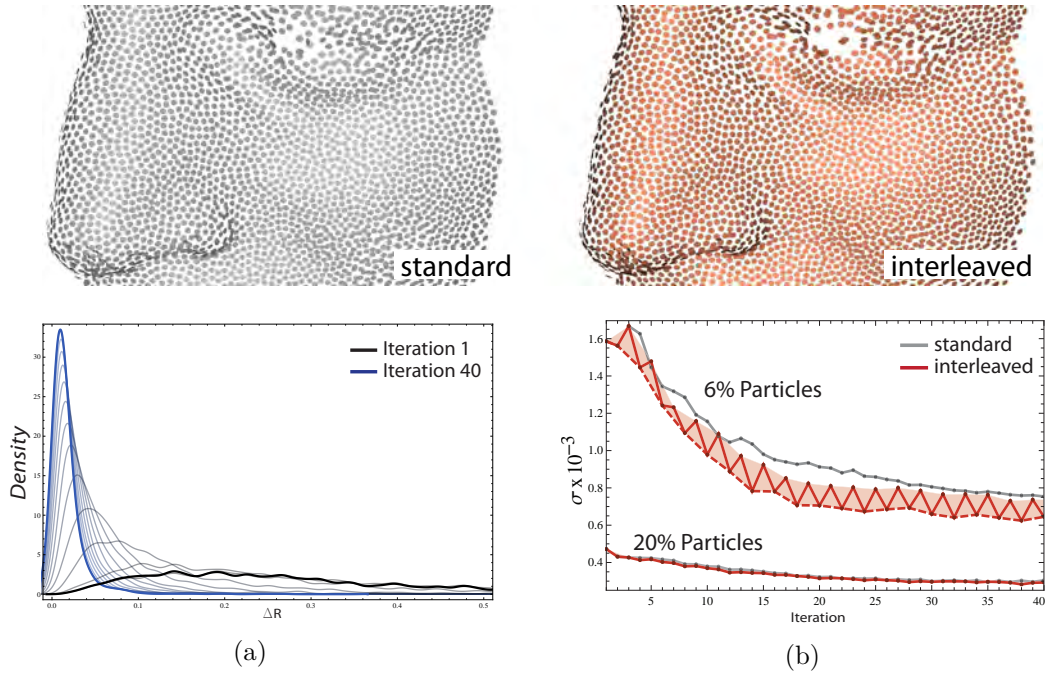 standard
interleaved
Density
30
25
20
15
10
5
0
0.0 0.1 0.2 0.3 0.4 0.5
ΔR
Iteration 1
Iteration 40
(a)
σ x 10⁻³
1.6
1.4
1.2
1.0
0.8
0.6
0.4
5 10 15 20 25 30 35 40
Iteration
standard
interleaved
6% Particles
20% Particles
(b)